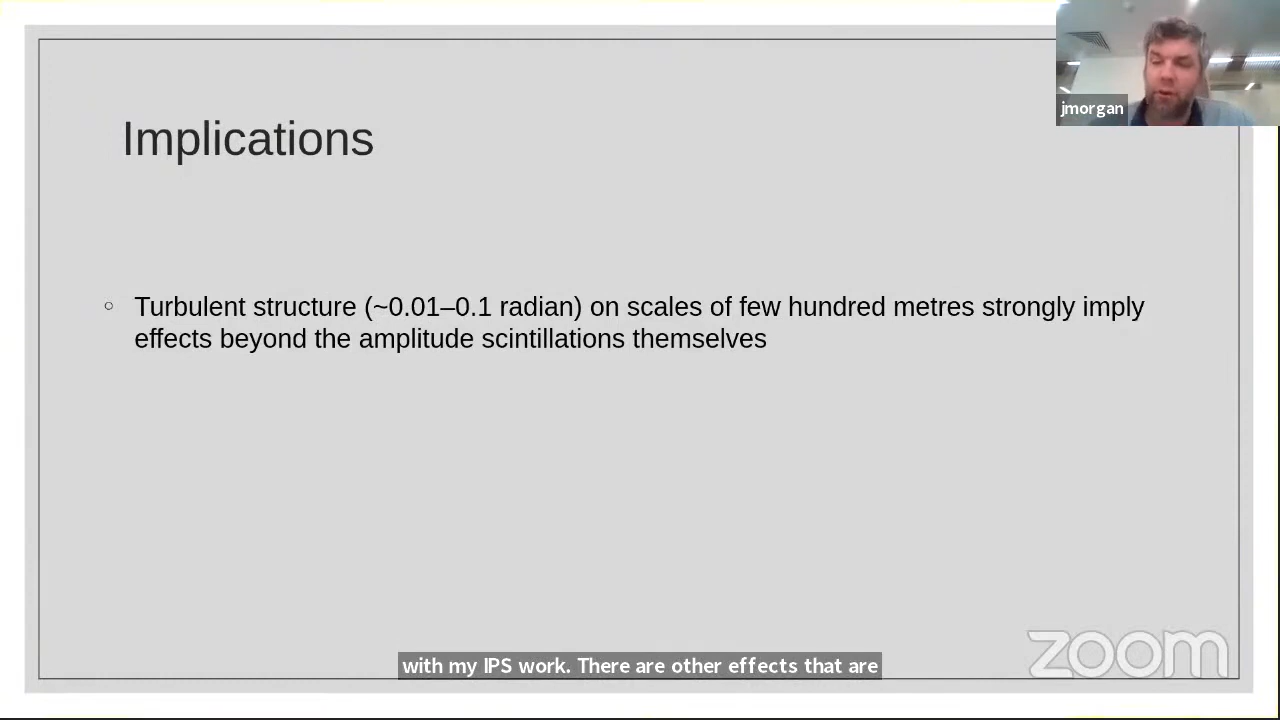 jmorgan
Implications
○ Turbulent structure (~0.01–0.1 radian) on scales of few hundred metres strongly imply
effects beyond the amplitude scintillations themselves
zoom
with my IPS work. There are other effects that are